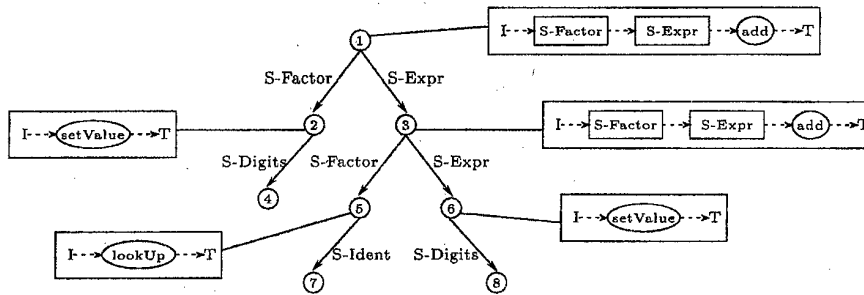 1
I S-Factor S-Expr add T
S-Factor S-Expr
I setValue T
2
3
I S-Factor S-Expr add T
S-Digits S-Factor S-Expr
4
5
6
I setValue T
I lookUp T
S-Ident S-Digits
7
8